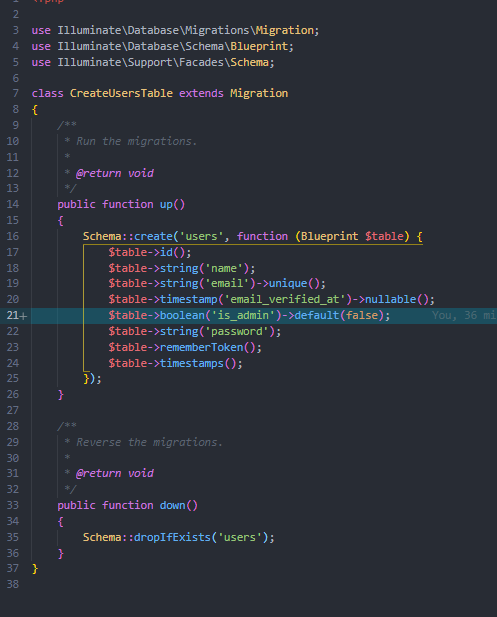 1 <?php
2
3 use Illuminate\Database\Migrations\Migration;
4 use Illuminate\Database\Schema\Blueprint;
5 use Illuminate\Support\Facades\Schema;
6
7 class CreateUsersTable extends Migration
8 {
9     /**
10      * Run the migrations.
11      *
12      * @return void
13      */
14     public function up()
15     {
16         Schema::create('users', function (Blueprint $table) {
17             $table->id();
18             $table->string('name');
19             $table->string('email')->unique();
20             $table->timestamp('email_verified_at')->nullable();
21+             $table->boolean('is_admin')->default(false);     You, 36 mi
22             $table->string('password');
23             $table->rememberToken();
24             $table->timestamps();
25         });
26     }
27
28     /**
29      * Reverse the migrations.
30      *
31      * @return void
32      */
33     public function down()
34     {
35         Schema::dropIfExists('users');
36     }
37 }
38